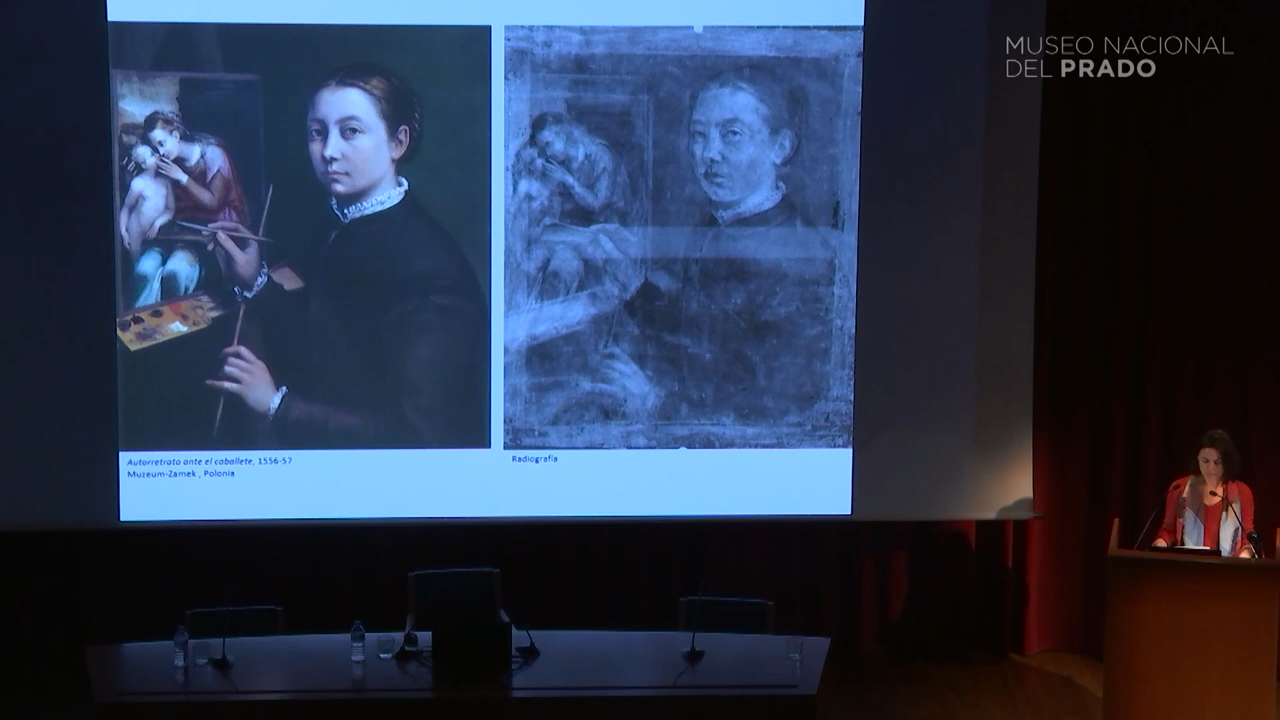 MUSEO NACIONAL
DEL PRADO
Autorretrato ante el caballete, 1556-57
Muzeum-Zamek , Polonia
Radiografía